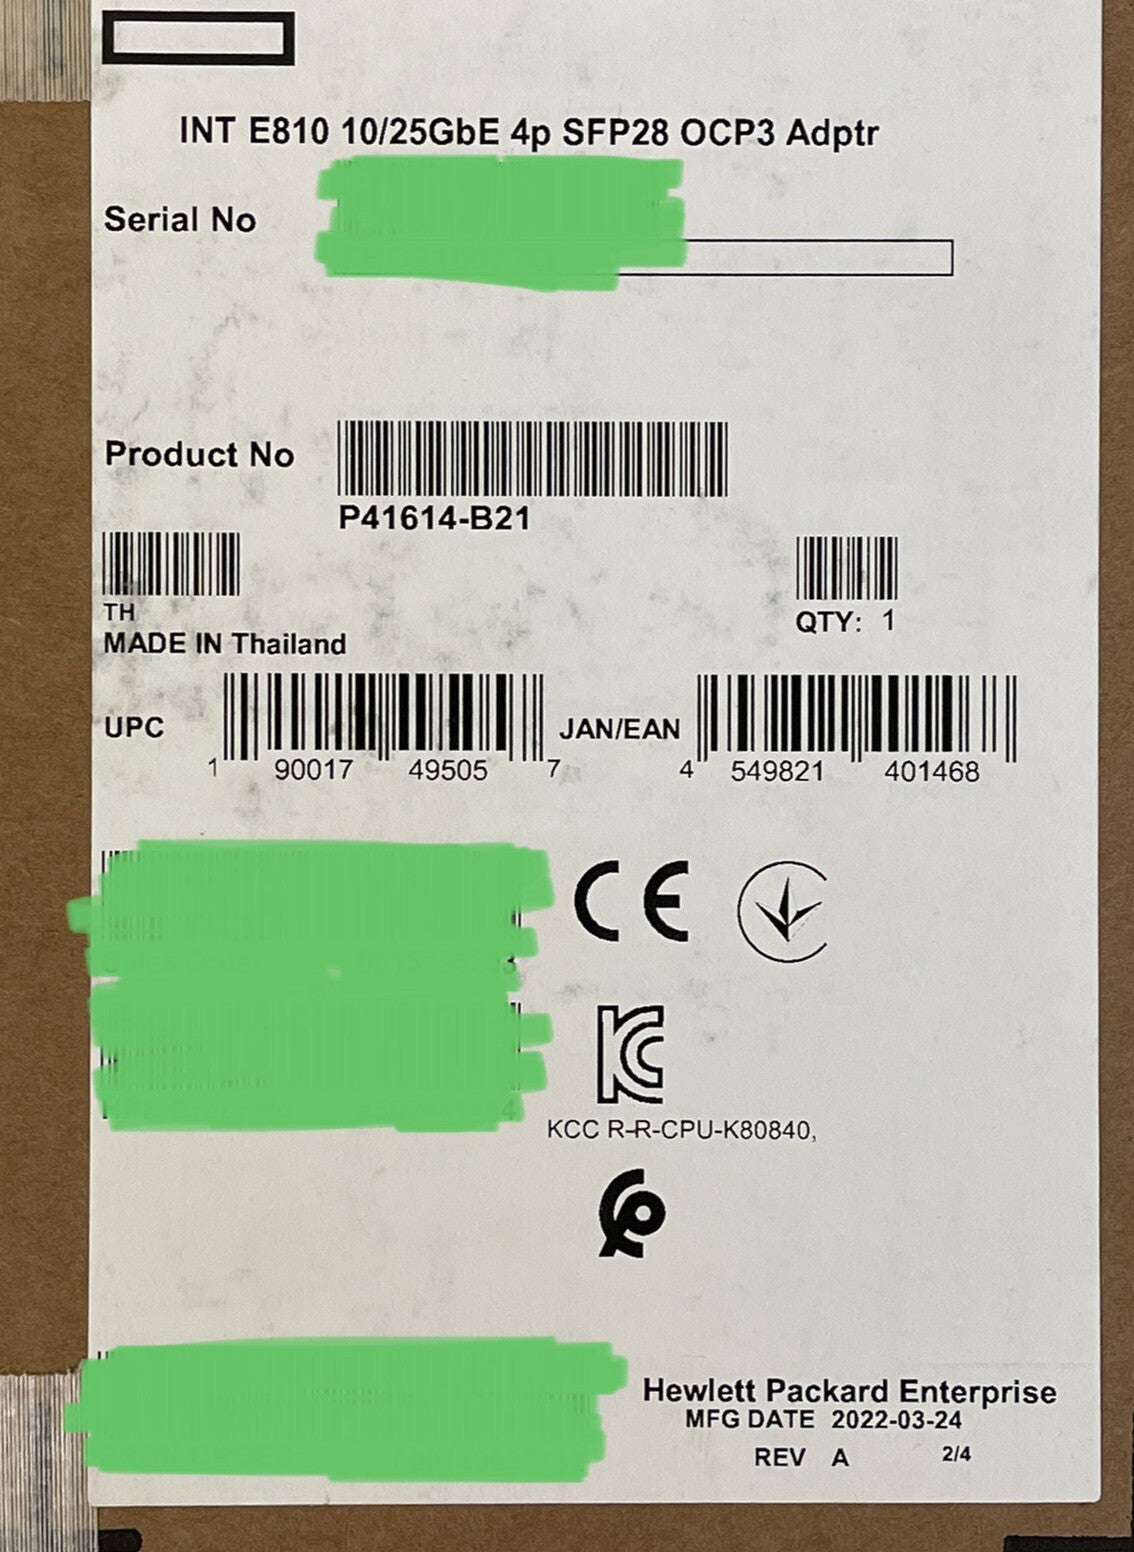 INT E810 10/25GbE 4p SFP28 OCP3 Adptr
Serial No
Product No
P41614-B21
TH
MADE IN Thailand
QTY: 1
UPC
1 90017 49505 7
JAN/EAN
4 549821 401468
CE
KC
KCC R-R-CPU-K80840,
Hewlett Packard Enterprise
MFG DATE 2022-03-24
REV A 2/4